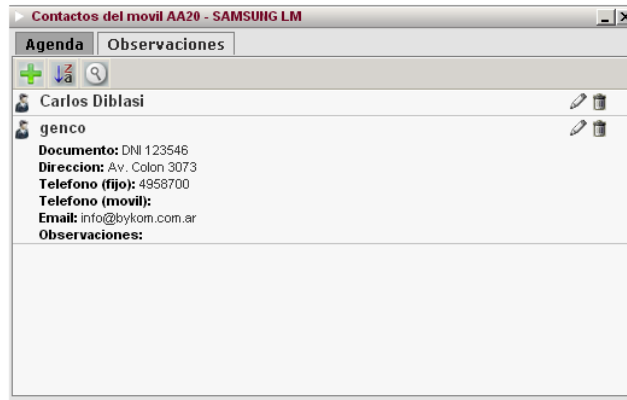 Contactos del movil AA20 - SAMSUNG LM
Agenda Observaciones
Carlos Diblasi
genco
Documento: DNI 123546
Direccion: Av. Colon 3073
Telefono (fijo): 4958700
Telefono (movil):
Email: info@bykom.com.ar
Observaciones: